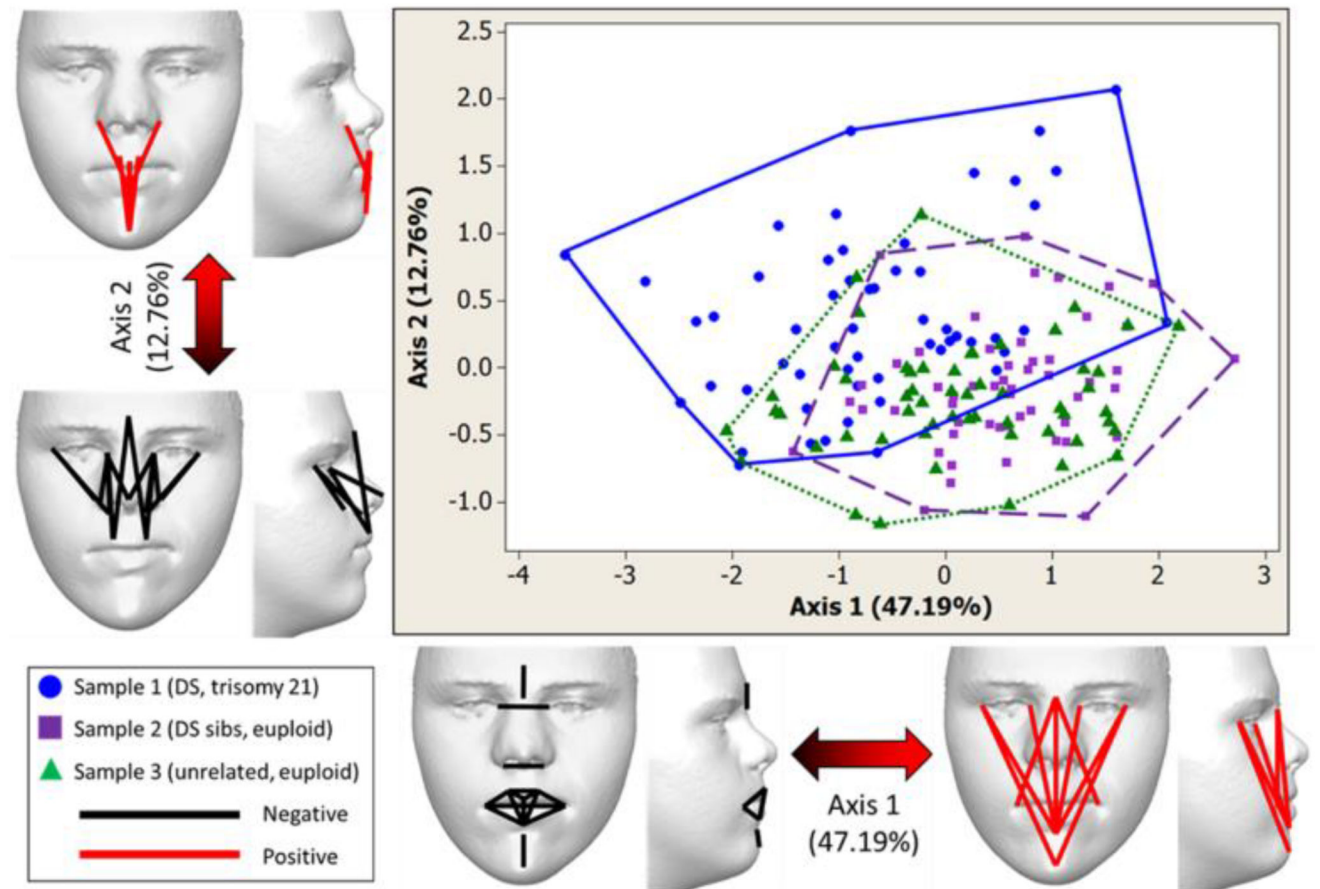 Axis 2
(12.76%)
2.5
2.0
1.5
1.0
0.5
0.0
-0.5
-1.0
Axis 2 (12.76%)
-4 -3 -2 -1 0 1 2 3
Axis 1 (47.19%)
Sample 1 (DS, trisomy 21)
Sample 2 (DS sibs, euploid)
Sample 3 (unrelated, euploid)
Negative
Positive
Axis 1
(47.19%)